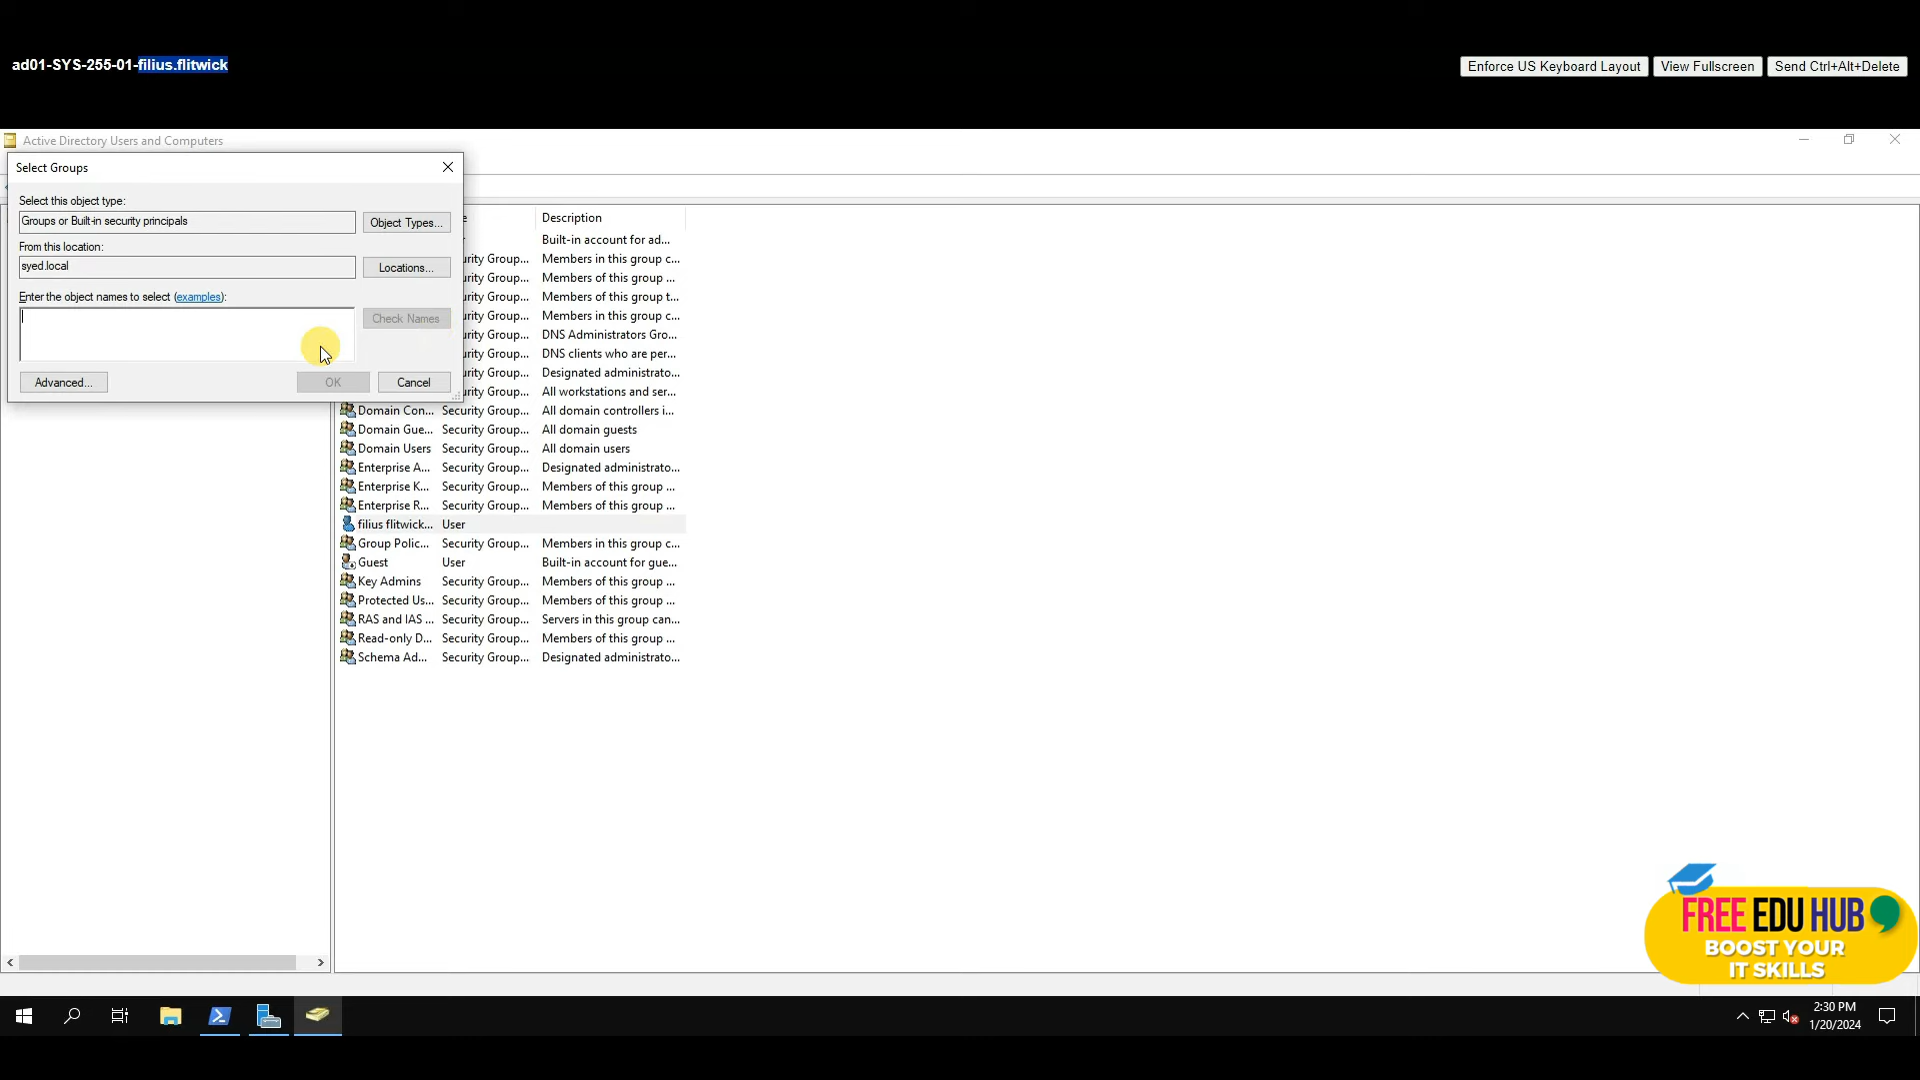 ad01-SYS-255-01-filius.flitwick
Enforce US Keyboard Layout
View Fullscreen
Send Ctrl+Alt+Delete
Active Directory Users and Computers
Select Groups
Select this object type:
Groups or Built-in security principals
Object Types...
From this location:
syed.local
Locations...
Enter the object names to select (examples):
Check Names
Advanced...
OK
Cancel
Description
Built-in account for ad...
urity Group... Members in this group c...
urity Group... Members of this group ...
urity Group... Members of this group t...
urity Group... Members in this group c...
urity Group... DNS Administrators Gro...
urity Group... DNS clients who are per...
urity Group... Designated administrato...
urity Group... All workstations and ser...
Domain Con... Security Group... All domain controllers i...
Domain Gue... Security Group... All domain guests
Domain Users Security Group... All domain users
Enterprise A... Security Group... Designated administrato...
Enterprise K... Security Group... Members of this group ...
Enterprise R... Security Group... Members of this group ...
filius flitwick... User
Group Polic... Security Group... Members in this group c...
Guest User Built-in account for gue...
Key Admins Security Group... Members of this group ...
Protected Us... Security Group... Members of this group ...
RAS and IAS ... Security Group... Servers in this group can...
Read-only D... Security Group... Members of this group ...
Schema Ad... Security Group... Designated administrato...
FREE EDU HUB
BOOST YOUR
IT SKILLS
2:30 PM
1/20/2024